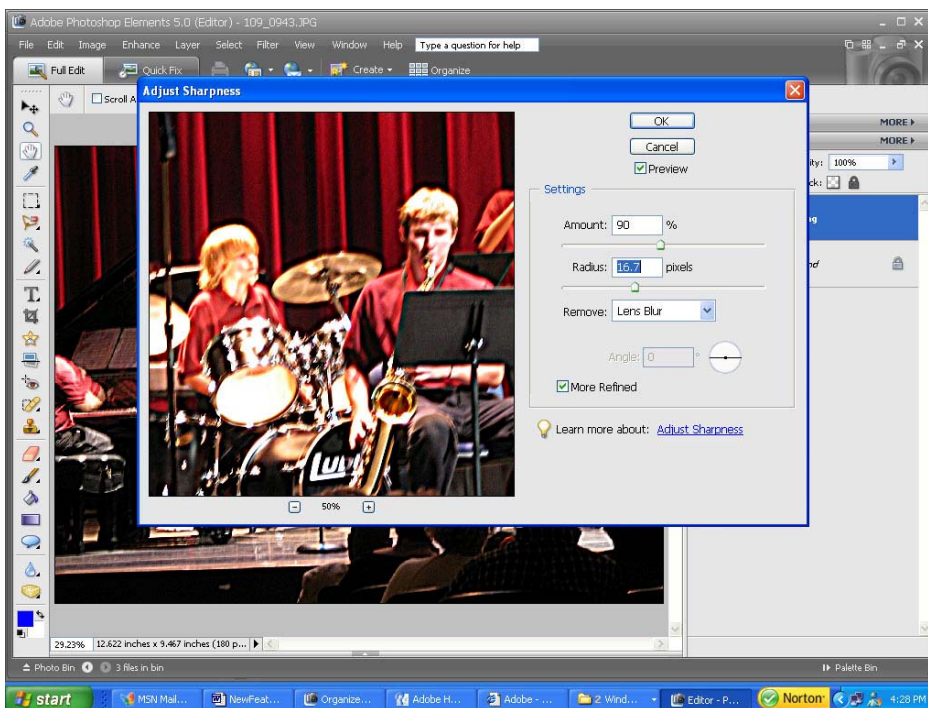 Adobe Photoshop Elements 5.0 (Editor) - 109_0943.JPG
File Edit Image Enhance Layer Select Filter View Window Help Type a question for help
Full Edit Quick Fix Create Organize
Scroll A
Adjust Sharpness
OK
Cancel
Preview
Settings
Amount: 90 %
Radius: 16.7 pixels
Remove: Lens Blur
Angle: 0 °
More Refined
Learn more about: Adjust Sharpness
50%
MORE
MORE
ity: 100%
ck:
T
29.23% 12.622 inches x 9.467 inches (180 p...
Photo Bin 3 files in bin Palette Bin
start MSN Mail... NewFeat... Organize... Adobe H... Adobe - ... 2 Wind... Editor - P... Norton 4:28 PM